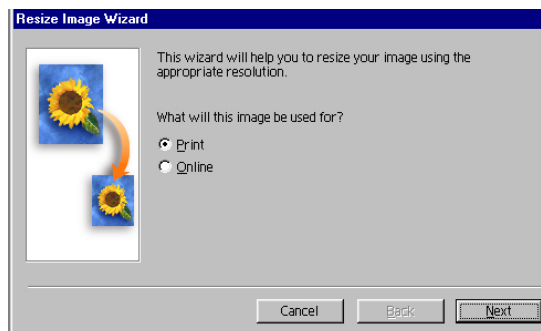 Resize Image Wizard
This wizard will help you to resize your image using the
appropriate resolution.
What will this image be used for?
Print
Online
Cancel
Back
Next